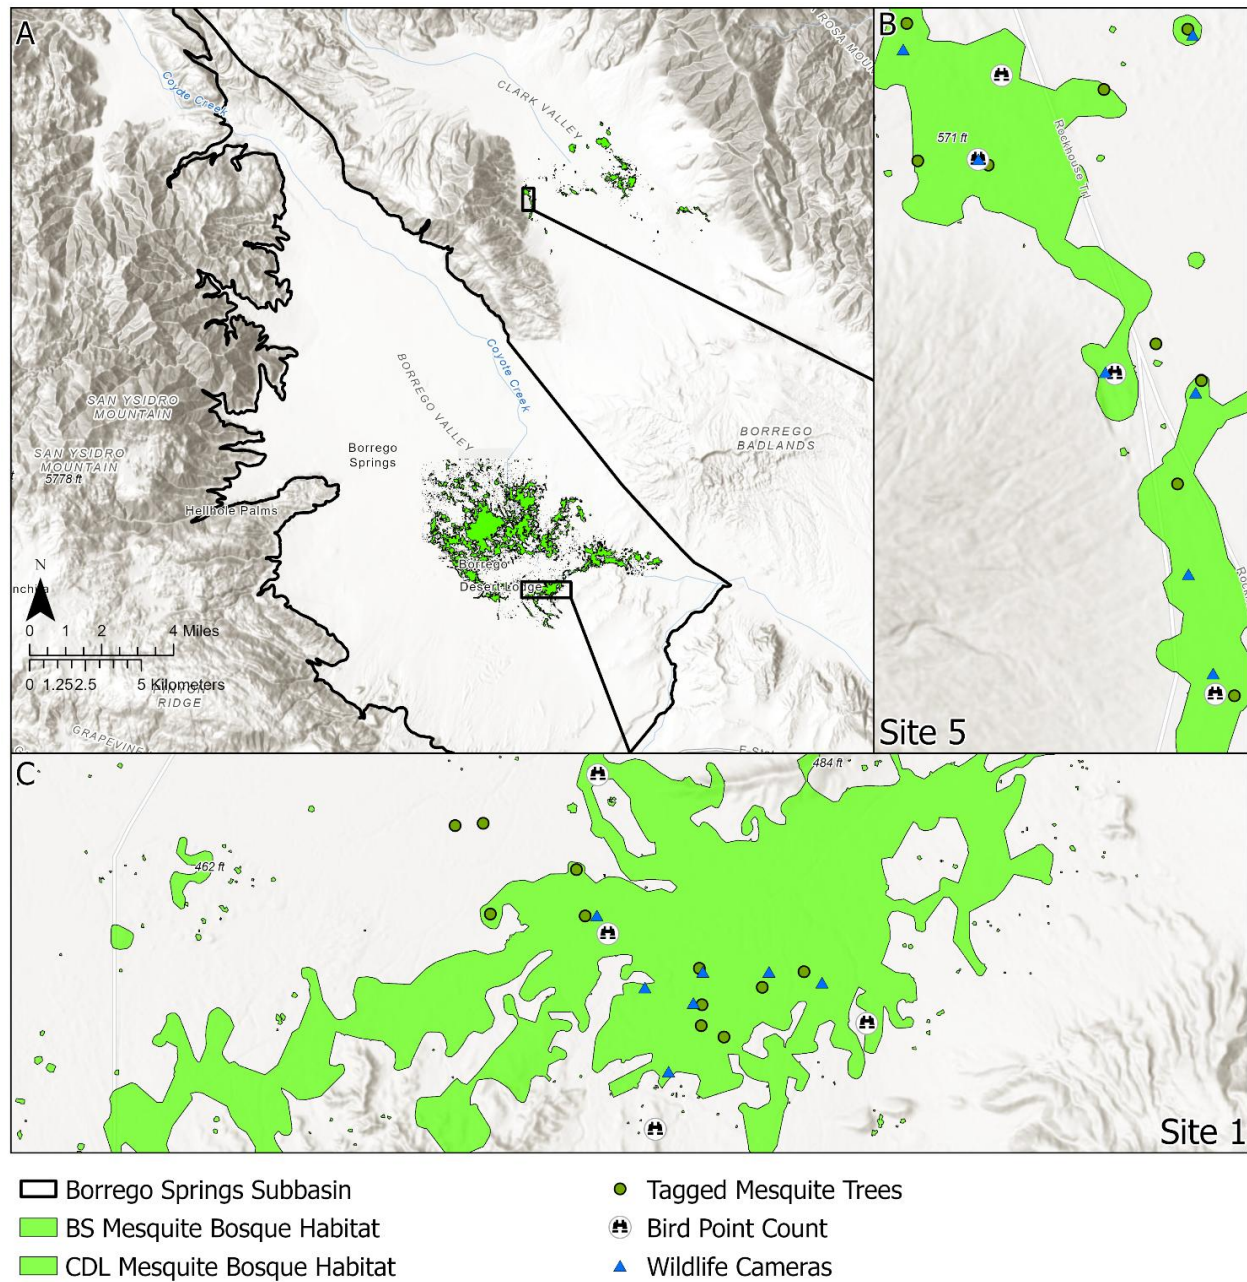 A
Coyote Creek
CLARK VALLEY
BORREGO VALLEY
Coyote Creek
SAN YSIDRO
MOUNTAIN
SAN YSIDRO
MOUNTAIN
5778 ft
Borrego
Springs
BORREGO
BADLANDS
Hellhole Palms
Borrego
Desert Lodge
N
0 1 2 4 Miles
0 1.25 2.5 5 Kilometers
RIDGE
GRAPEVINE
B
571 ft
Rockhouse Trl
Site 5
C
484 ft
462 ft
Site 1
Borrego Springs Subbasin
BS Mesquite Bosque Habitat
CDL Mesquite Bosque Habitat
Tagged Mesquite Trees
Bird Point Count
Wildlife Cameras